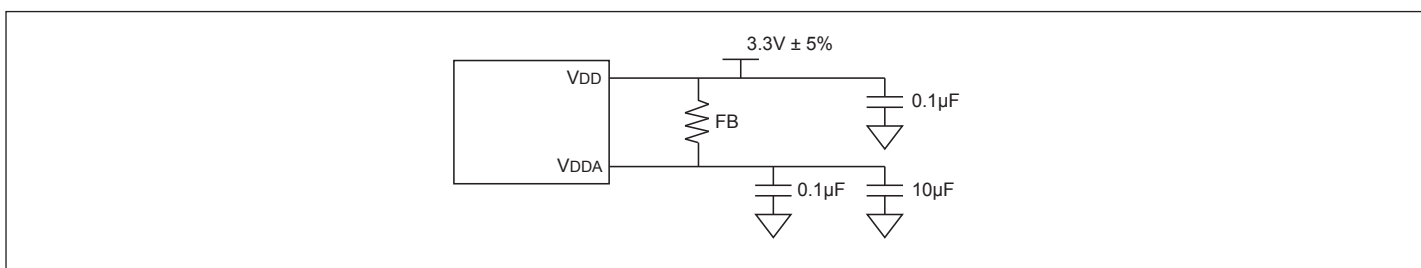 3.3V ± 5%
VDD
0.1µF
FB
VDDA
0.1µF
10µF